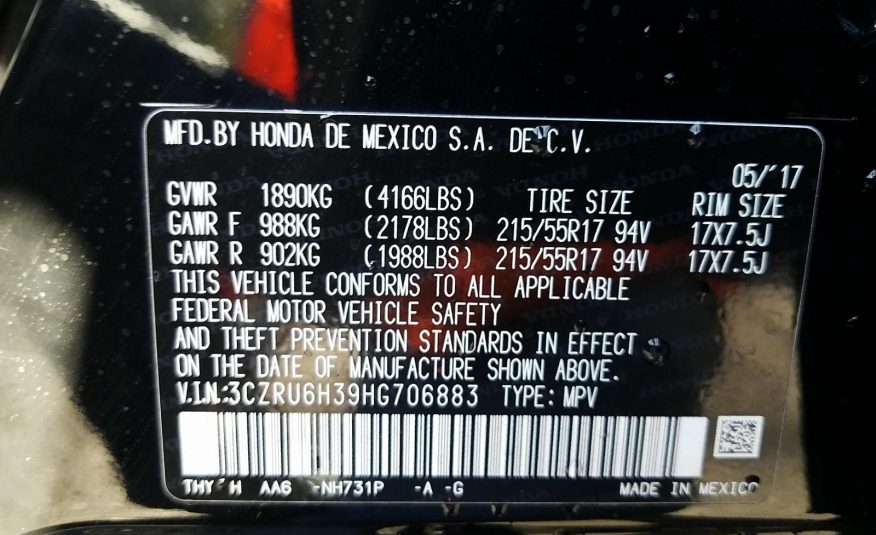 MFD.BY HONDA DE MEXICO S.A. DE C.V.
05/'17
GVWR 1890KG (4166LBS) TIRE SIZE RIM SIZE
GAWR F 988KG (2178LBS) 215/55R17 94V 17X7.5J
GAWR R 902KG (1988LBS) 215/55R17 94V 17X7.5J
THIS VEHICLE CONFORMS TO ALL APPLICABLE
FEDERAL MOTOR VEHICLE SAFETY
AND THEFT PREVENTION STANDARDS IN EFFECT
ON THE DATE OF MANUFACTURE SHOWN ABOVE.
V.I.N.:3CZRU6H39HG706883 TYPE: MPV
THY H AA6 -NH731P -A -G MADE IN MEXICO